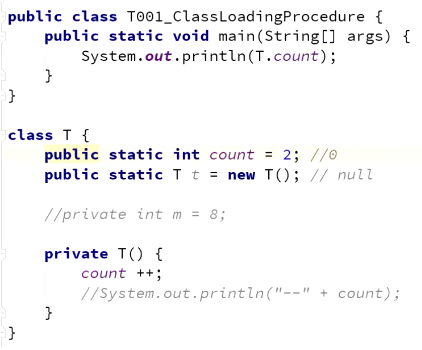 public class T001_ClassLoadingProcedure {
    public static void main(String[] args) {
        System.out.println(T.count);
    }
}

class T {
    public static int count = 2; //0
    public static T t = new T(); // null

    //private int m = 8;

    private T() {
        count ++;
        //System.out.println("--" + count);
    }
}